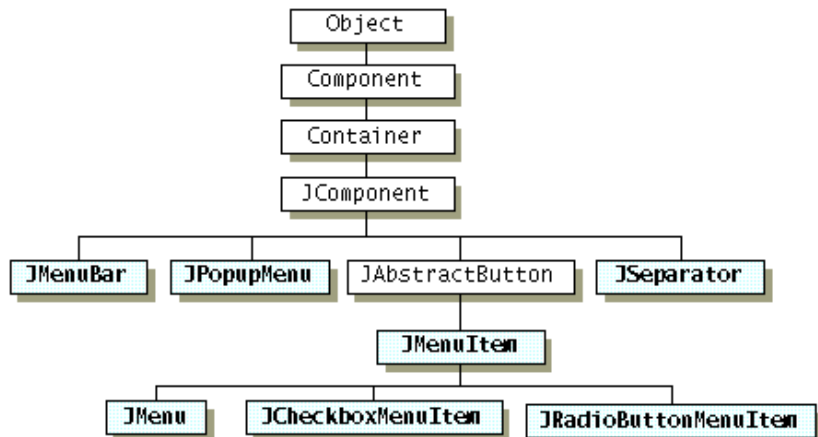 Object
Component
Container
JComponent
JMenuBar
JPopupMenu
JAbstractButton
JSeparator
JMenuItem
JMenu
JCheckboxMenuItem
JRadioButtonMenuItem